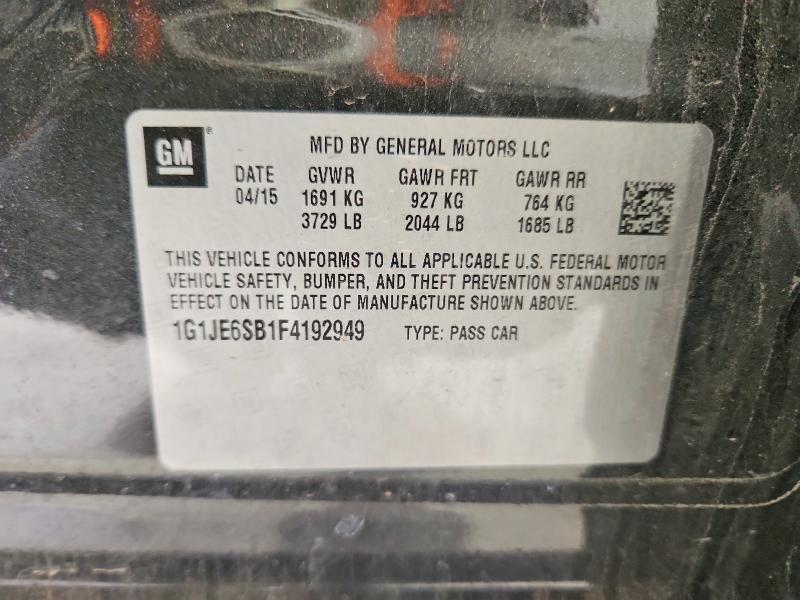 GM
MFD BY GENERAL MOTORS LLC
DATE GVWR GAWR FRT GAWR RR
04/15 1691 KG 927 KG 764 KG
3729 LB 2044 LB 1685 LB
THIS VEHICLE CONFORMS TO ALL APPLICABLE U.S. FEDERAL MOTOR
VEHICLE SAFETY, BUMPER, AND THEFT PREVENTION STANDARDS IN
EFFECT ON THE DATE OF MANUFACTURE SHOWN ABOVE.
1G1JE6SB1F4192949 TYPE: PASS CAR